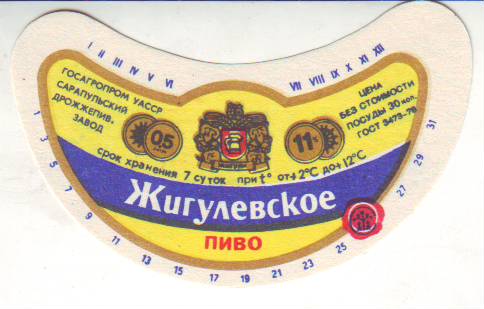 I II III IV V VI
VII VIII IX X XI XII
ГОСАГРОПРОМ УАССР
САРАПУЛЬСКИЙ
ДРОЖЖЕПИВ.
ЗАВОД
0,5
11%
ЦЕНА
БЕЗ СТОИМОСТИ
ПОСУДЫ 30 коп.
ГОСТ 3473-78
срок хранения 7 суток при t° от+2°С до+12°С
Жигулевское
ПИВО
1 3 5 7 9 11 13 15 17 19 21 23 25 27 29 31